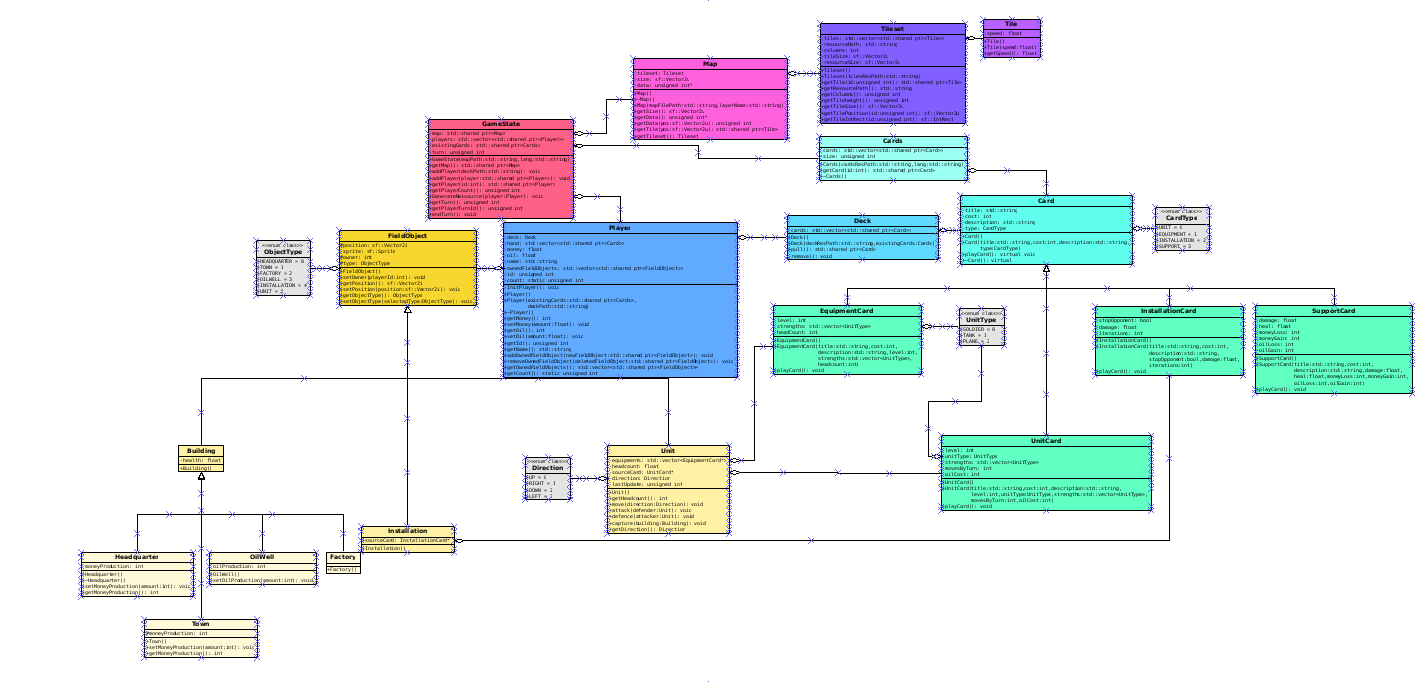 Tile
speed: float
+Tile()
+Tile(speed:float)
+getSpeed(): float
Tileset
-tiles: std::vector<std::shared_ptr<Tile>>
-resourcePath: std::string
-columns: int
-tileSize: sf::Vector2u
-resourceSize: sf::Vector2u
+Tileset()
+Tileset(tilesResPath:std::string)
+getTile(id:unsigned int): std::shared_ptr<Tile>
+getResourcePath(): std::string
+getColumns(): unsigned int
+getTileHeight(): unsigned int
+getTileSize(): sf::Vector2u
+getTilePosition(id:unsigned int): sf::Vector2u
+getTileIntRect(id:unsigned int): sf::IntRect
Map
-tileset: Tileset
-size: sf::Vector2u
-data: unsigned int*
+Map()
+~Map()
+Map(mapFilePath:std::string,layerName:std::string)
+getSize(): sf::Vector2u
+getData(): unsigned int*
+getData(pos:sf::Vector2u): unsigned int
+getTile(pos:sf::Vector2u): std::shared_ptr<Tile>
+getTileset(): Tileset
GameState
-map: std::shared_ptr<Map>
-players: std::vector<std::shared_ptr<Player>>
-existingCards: std::shared_ptr<Cards>
-turn: unsigned int
+GameState(mapPath:std::string,lang:std::string)
+getMap(): std::shared_ptr<Map>
+addPlayer(deckPath:std::string): void
+addPlayer(player:std::shared_ptr<Player>): void
+getPlayer(id:int): std::shared_ptr<Player>
+getPlayerCount(): unsigned int
+GenerateRessource(player:Player): void
+getTurn(): unsigned int
+getPlayerTurnId(): unsigned int
+endTurn(): void
Cards
-cards: std::vector<std::shared_ptr<Card>>
-size: unsigned int
+Cards(cardsResPath:std::string,lang:std::string)
+getCard(id:int): std::shared_ptr<Card>
+~Cards()
Card
-title: std::string
-cost: int
-description: std::string
-type: CardType
+Card()
+Card(title:std::string,cost:int,description:std::string,
type:CardType)
+playCard(): virtual void
+~Card(): virtual
<<enum class>>
CardType
+UNIT = 0
+EQUIPMENT = 1
+INSTALLATION = 2
+SUPPORT = 3
Deck
-cards: std::vector<std::shared_ptr<Card>>
+Deck()
+Deck(deckResPath:std::string,existingCards:Cards)
+pull(): std::shared_ptr<Card>
-remove(): void
<<enum class>>
ObjectType
+HEADQUARTER = 0
+TOWN = 1
+FACTORY = 2
+OILWELL = 3
+INSTALLATION = 4
+UNIT = 5
FieldObject
#position: sf::Vector2i
-sprite: sf::Sprite
#owner: int
#type: ObjectType
+FieldObject()
+setOwner(playerId:int): void
+getPosition(): sf::Vector2i
+setPosition(position:sf::Vector2i): void
+getObjectType(): ObjectType
+setObjectType(selectedType:ObjectType): void
Player
-deck: Deck
-hand: std::vector<std::shared_ptr<Card>>
-money: float
-oil: float
-name: std::string
-ownedFieldObjects: std::vector<std::shared_ptr<FieldObject>>
-id: unsigned int
-count: static unsigned int
-InitPlayer(): void
+Player()
+Player(existingCards:std::shared_ptr<Cards>,
deckPath:std::string)
+~Player()
+getMoney(): int
+setMoney(amount:float): void
+getOil(): int
+setOil(amount:float): void
+getId(): unsigned int
+getName(): std::string
+addOwnedFieldObject(newFieldObject:std::shared_ptr<FieldObject>): void
+removeOwnedFieldObject(deleteFieldObject:std::shared_ptr<FieldObject>): void
+getOwnedFieldObjects(): std::vector<std::shared_ptr<FieldObject>>
+getCount(): static unsigned int
EquipmentCard
-level: int
-strengths: std::vector<UnitType>
-headCount: int
+EquipmentCard()
+EquipmentCard(title:std::string,cost:int,
description:std::string,level:int,
strengths:std::vector<UnitType>,
headcount:int)
+playCard(): void
<<enum class>>
UnitType
+SOLDIER = 0
+TANK = 1
+PLANE = 2
InstallationCard
-stopOpponent: bool
-damage: float
-iterations: int
+InstallationCard()
+InstallationCard(title:std::string,cost:int,
description:std::string,
stopOpponent:bool,damage:float,
iterations:int)
+playCard(): void
SupportCard
-damage: float
-heal: float
-moneyLoss: int
-moneyGain: int
-oilLoss: int
-oilGain: int
+SupportCard()
+SupportCard(title:std::string,cost:int,
description:std::string,damage:float,
heal:float,moneyLoss:int,moneyGain:int,
oilLoss:int,oilGain:int)
+playCard(): void
UnitCard
-level: int
-unitType: UnitType
-strengths: std::vector<UnitType>
-movesByTurn: int
-oilCost: int
+UnitCard()
+UnitCard(title:std::string,cost:int,description:std::string,
level:int,unitType:UnitType,strengths:std::vector<UnitType>,
movesByTurn:int,oilCost:int)
+playCard(): void
Building
-health: float
+Building()
<<enum class>>
Direction
+UP = 0
+RIGHT = 1
+DOWN = 2
+LEFT = 3
Unit
-equipments: std::vector<EquipmentCard*>
-headcount: float
-sourceCard: UnitCard*
-direction: Direction
-lastUpdate: unsigned int
+Unit()
+getHeadcount(): int
+move(direction:Direction): void
+attack(defender:Unit): void
+defence(attacker:Unit): void
+capture(building:Building): void
+getDirection(): Direction
Installation
-sourceCard: InstallationCard*
+Installation()
Headquarter
-moneyProduction: int
+Headquarter()
+~Headquarter()
+setMoneyProduction(amount:int): void
+getMoneyProduction(): int
OilWell
-oilProduction: int
+OilWell()
+setOilProduction(amount:int): void
Factory
+Factory()
Town
#moneyProduction: int
+Town()
+setMoneyProduction(amount:int): void
+getMoneyProduction(): int